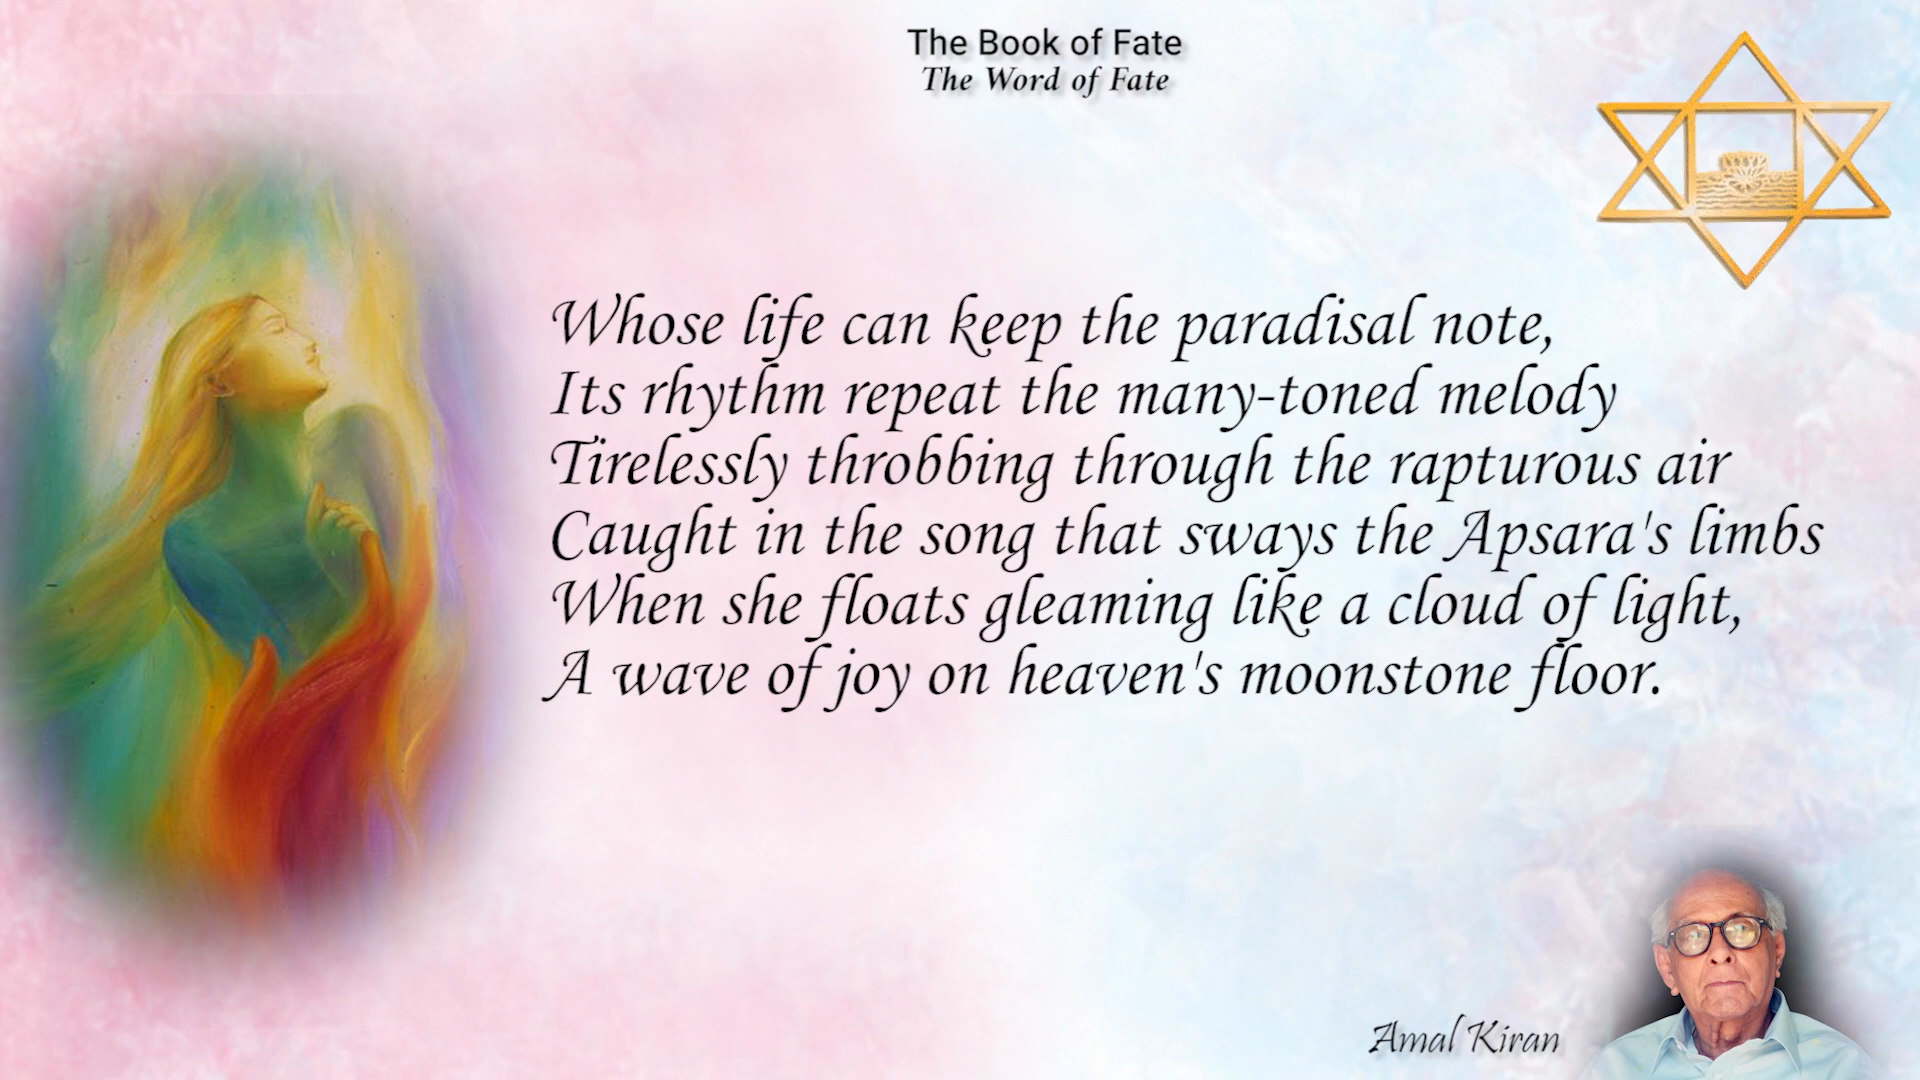 The Book of Fate
The Word of Fate
Whose life can keep the paradisal note,
Its rhythm repeat the many-toned melody
Tirelessly throbbing through the rapturous air
Caught in the song that sways the Apsara's limbs
When she floats gleaming like a cloud of light,
A wave of joy on heaven's moonstone floor.
Amal Kiran